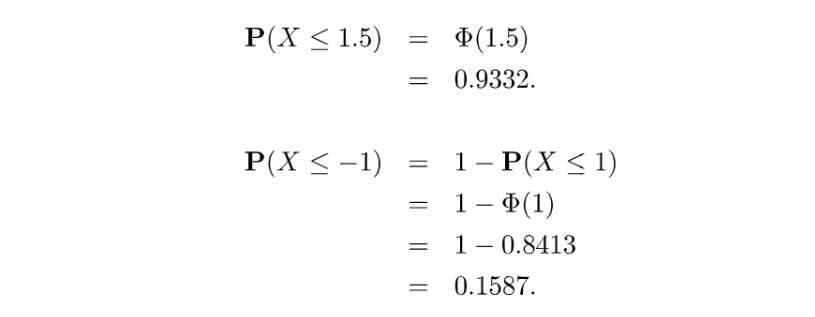 P(X ≤ 1.5) = Φ(1.5)
= 0.9332.
P(X ≤ −1) = 1 − P(X ≤ 1)
= 1 − Φ(1)
= 1 − 0.8413
= 0.1587.